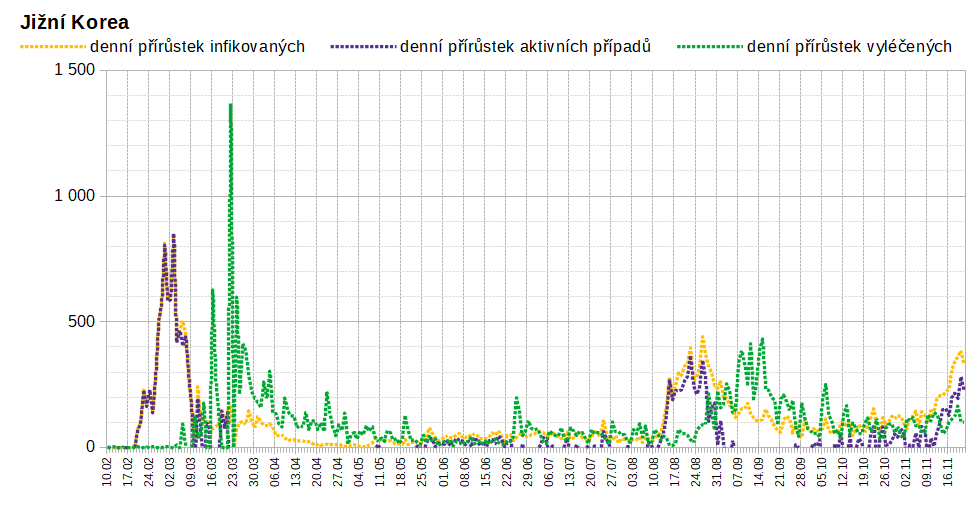 Jižní Korea
denní přírůstek infikovaných denní přírůstek aktivních případů denní přírůstek vyléčených
1 500
1 000
500
0
10.02 17.02 24.02 02.03 09.03 16.03 23.03 30.03 06.04 13.04 20.04 27.04 04.05 11.05 18.05 25.05 01.06 08.06 15.06 22.06 29.06 06.07 13.07 20.07 27.07 03.08 10.08 17.08 24.08 31.08 07.09 14.09 21.09 28.09 05.10 12.10 19.10 26.10 02.11 09.11 16.11